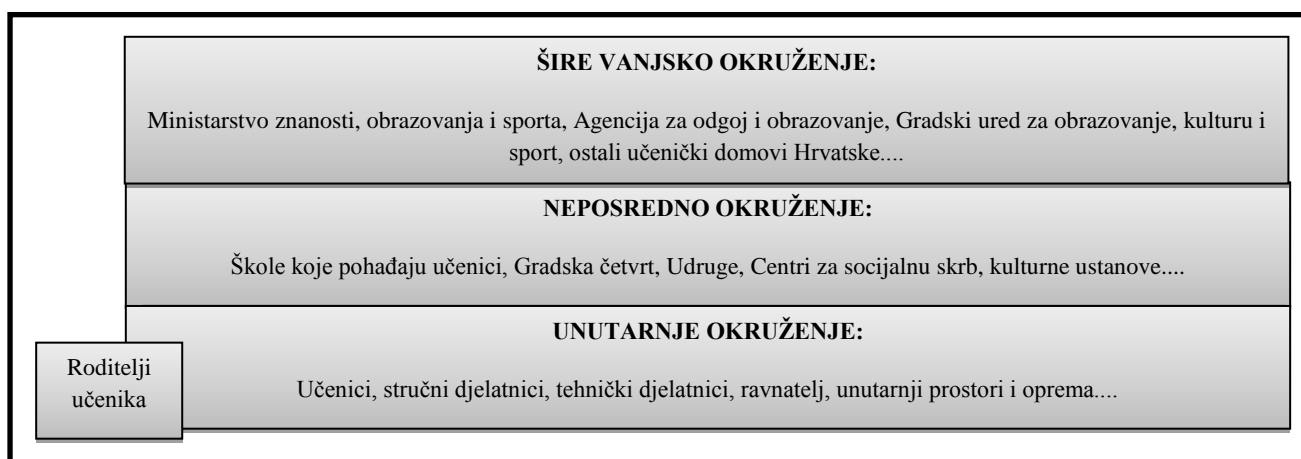 ŠIRE VANJSKO OKRUŽENJE:
Ministarstvo znanosti, obrazovanja i sporta, Agencija za odgoj i obrazovanje, Gradski ured za obrazovanje, kulturu i
sport, ostali učenički domovi Hrvatske....
NEPOSREDNO OKRUŽENJE:
Škole koje pohađaju učenici, Gradska četvrt, Udruge, Centri za socijalnu skrb, kulturne ustanove....
UNUTARNJE OKRUŽENJE:
Učenici, stručni djelatnici, tehnički djelatnici, ravnatelj, unutarnji prostori i oprema....
Roditelji
učenika